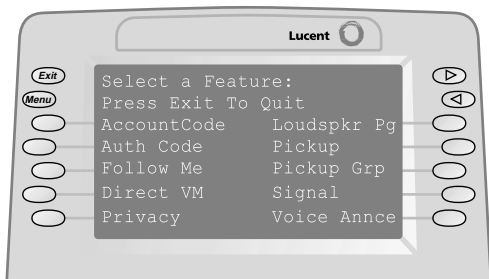 Lucent
Exit
Menu
Select a Feature:
Press Exit To Quit
AccountCode Loudspkr Pg
Auth Code Pickup
Follow Me Pickup Grp
Direct VM Signal
Privacy Voice Annce